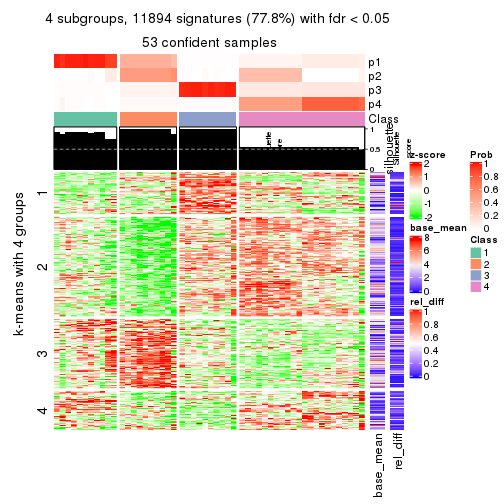 4 subgroups, 11894 signatures (77.8%) with fdr < 0.05
53 confident samples
p1
p2
p3
p4
Class
1
0.5
0
silhouette
score
Silhouette
score
k-means with 4 groups
1
2
3
4
base_mean
rel_diff
z-score
2
1
0
-1
-2
base_mean
8
6
4
2
0
rel_diff
1
0.8
0.6
0.4
0.2
0
Prob
1
0.8
0.6
0.4
0.2
0
Class
1
2
3
4